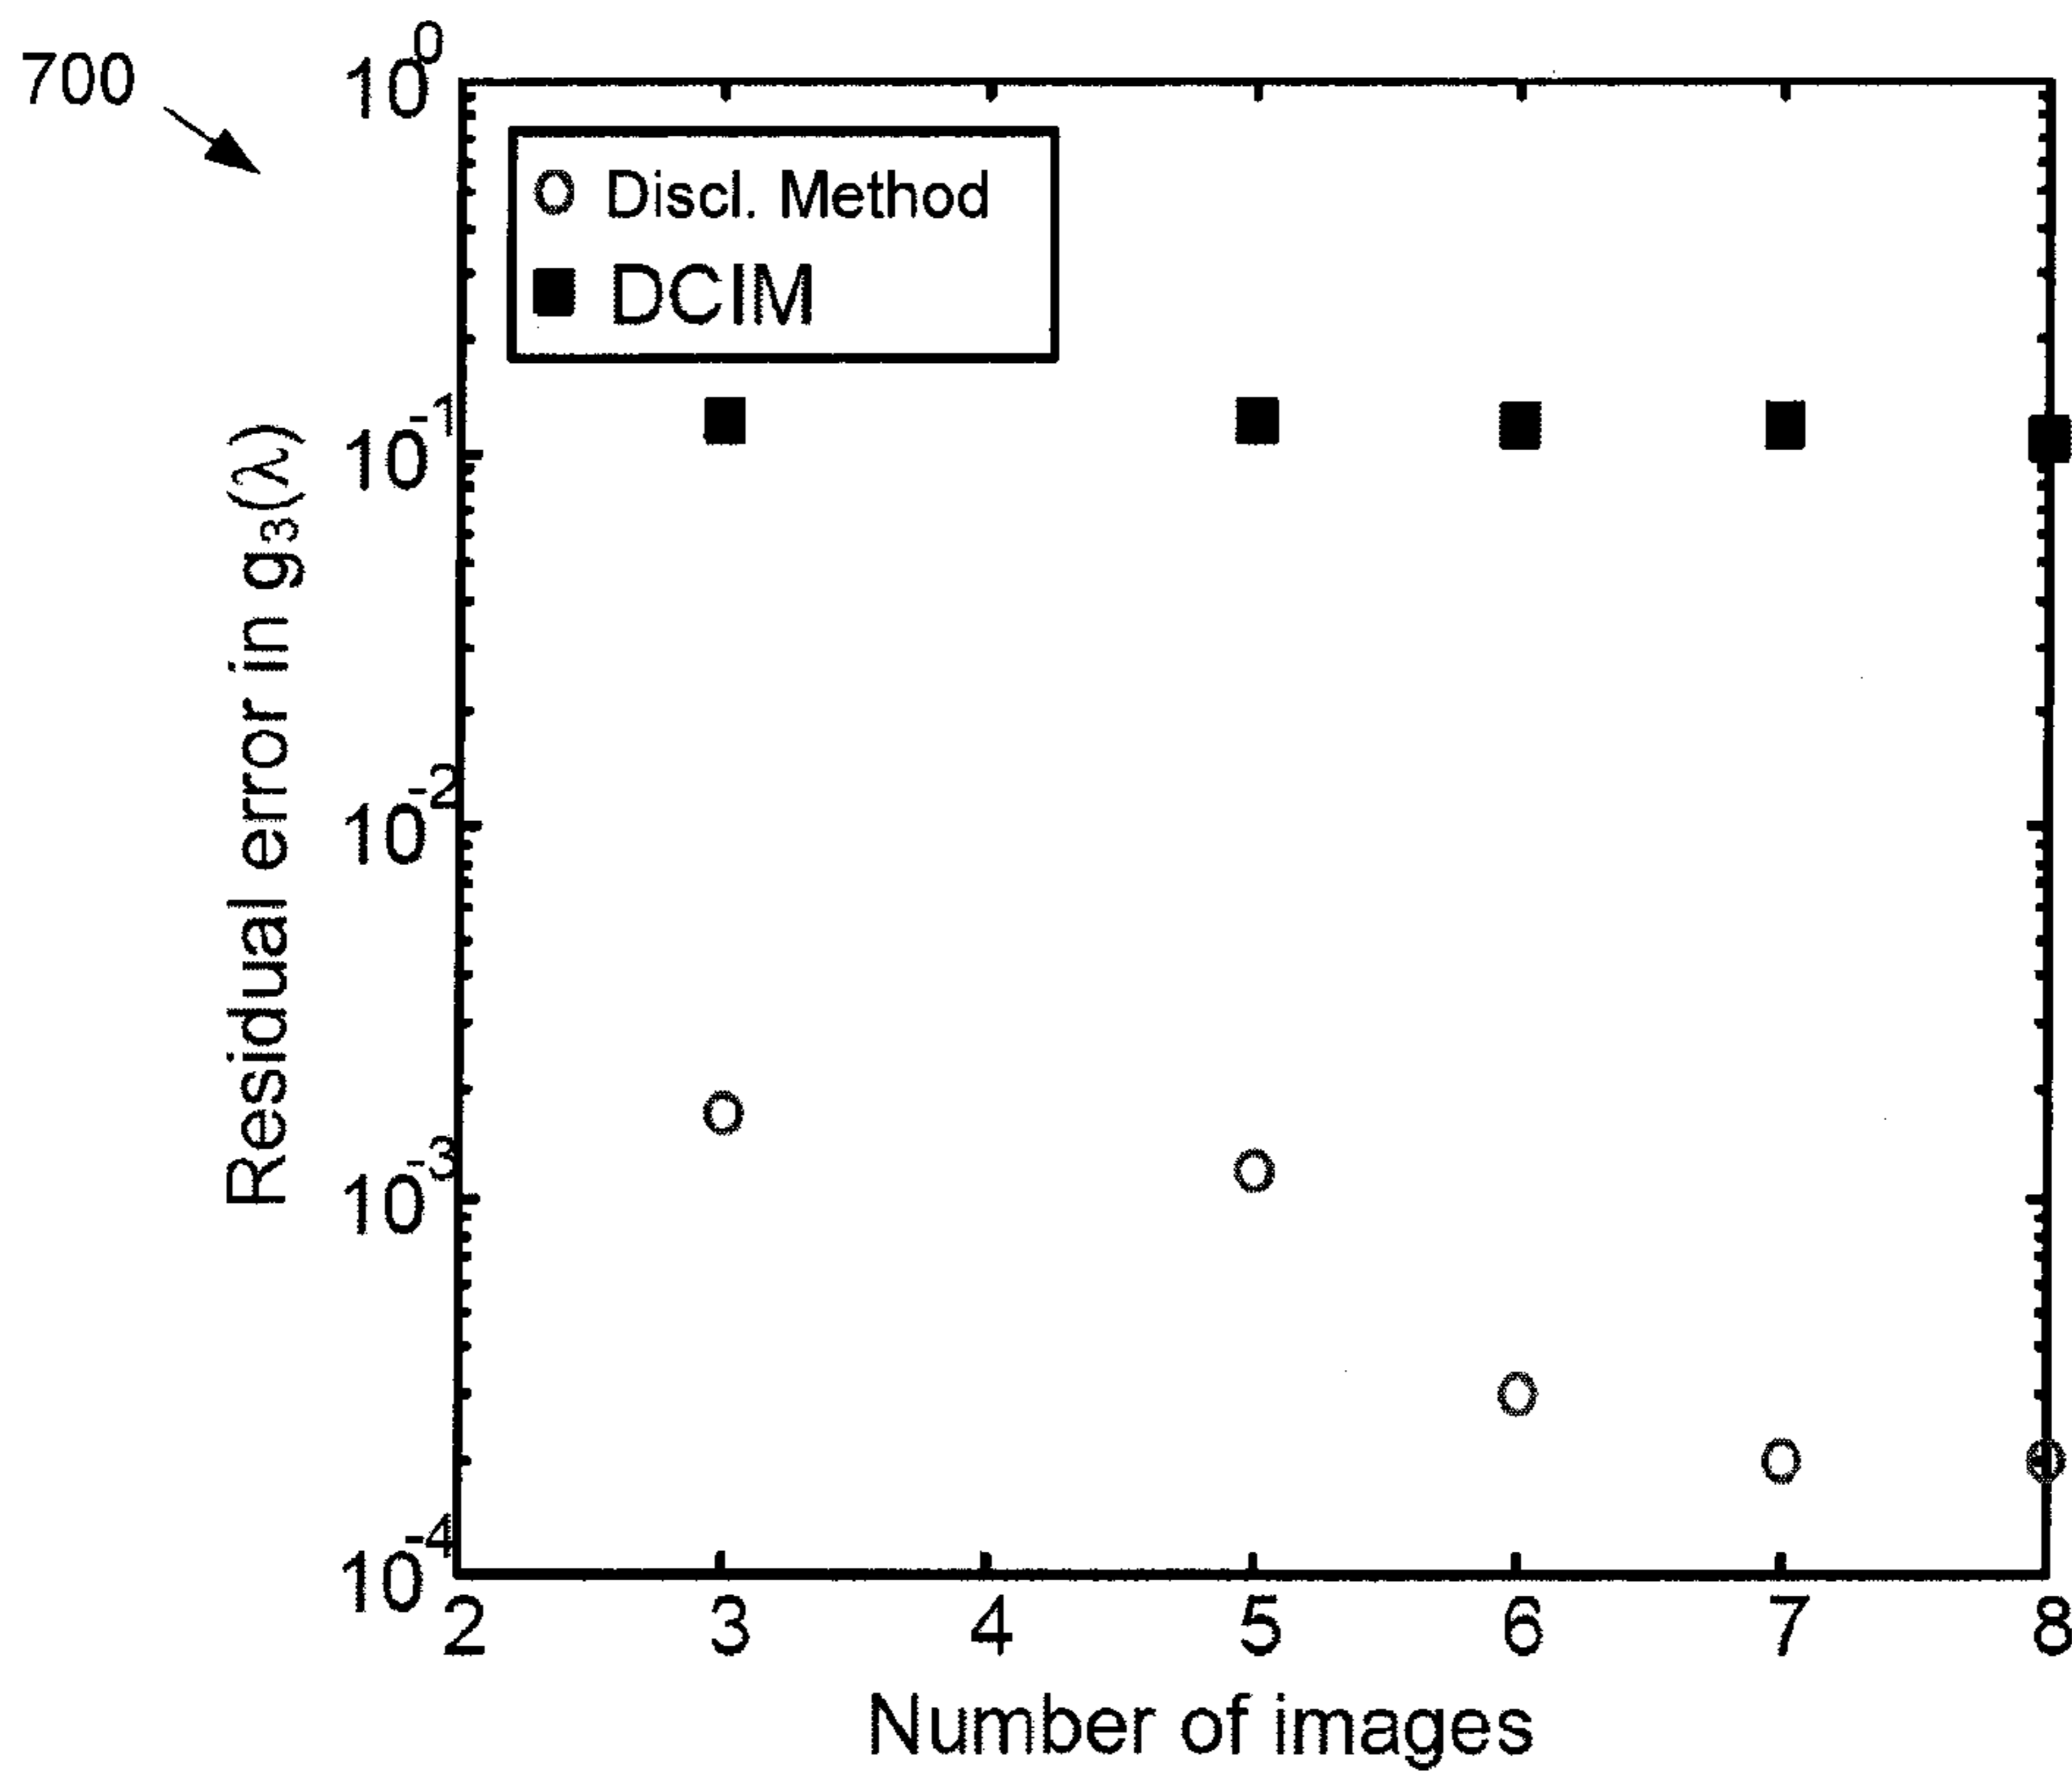 700
10^0
Discl. Method
DCIM
10^-1
10^-2
10^-3
10^-4
Residual error in g₃(λ)
2 3 4 5 6 7 8
Number of images